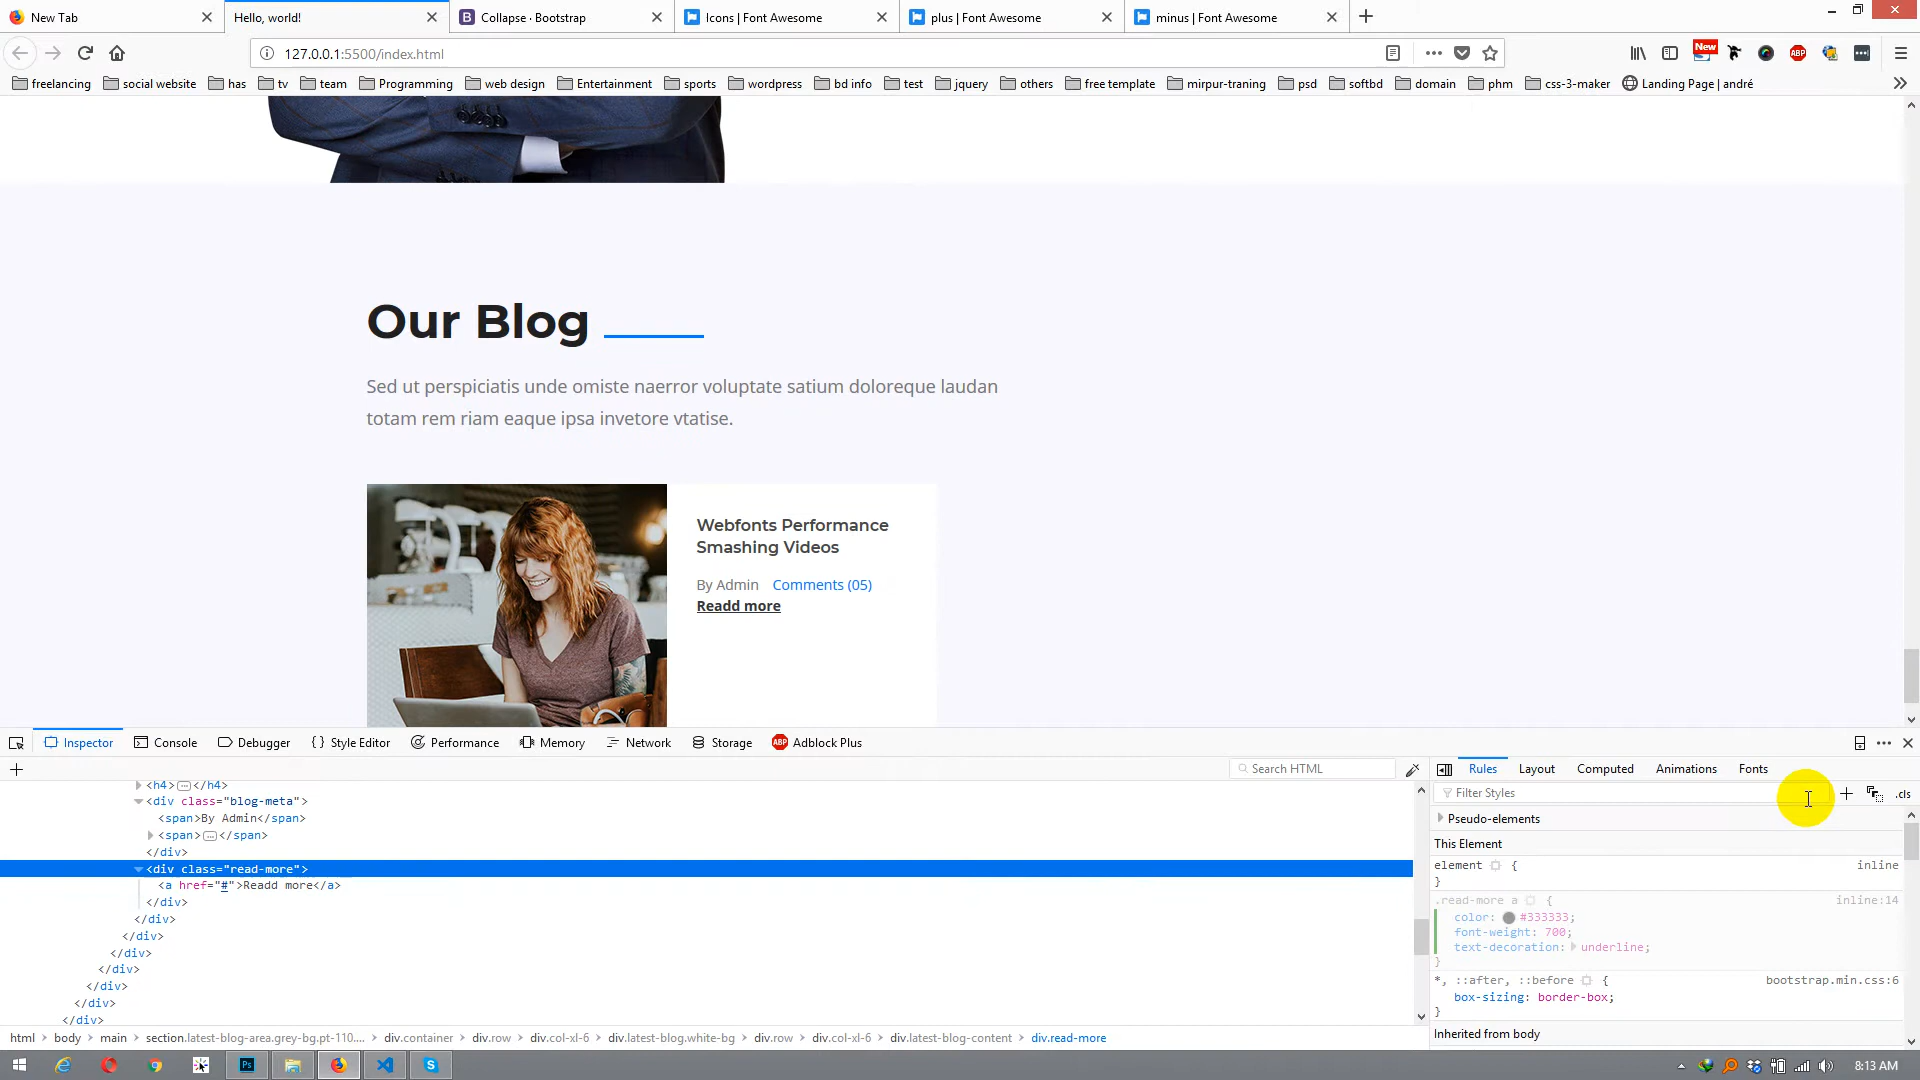 New Tab
Hello, world!
Collapse · Bootstrap
Icons | Font Awesome
plus | Font Awesome
minus | Font Awesome
127.0.0.1:5500/index.html
New
ABP
freelancing
social website
has
tv
team
Programming
web design
Entertainment
sports
wordpress
bd info
test
jquery
others
free template
mirpur-traning
psd
softbd
domain
phm
css-3-maker
Landing Page | andré
Our Blog
Sed ut perspiciatis unde omiste naerror voluptate satium doloreque laudan
totam rem riam eaque ipsa invetore vtatise.
Webfonts Performance
Smashing Videos
By Admin Comments (05)
Readd more
Inspector
Console
Debugger
Style Editor
Performance
Memory
Network
Storage
ABP Adblock Plus
Search HTML
Rules
Layout
Computed
Animations
Fonts
<h4></h4>
<div class="blog-meta">
<span>By Admin</span>
<span></span>
</div>
<div class="read-more">
<a href="#">Readd more</a>
</div>
</div>
</div>
</div>
</div>
</div>
</div>
</div>
Filter Styles
.cls
Pseudo-elements
This Element
element { inline
}
.read-more a { inline:14
color: #333333;
font-weight: 700;
text-decoration: underline;
}
*, ::after, ::before { bootstrap.min.css:6
box-sizing: border-box;
}
Inherited from body
html
body
main
section.latest-blog-area.grey-bg.pt-110....
div.container
div.row
div.col-xl-6
div.latest-blog.white-bg
div.row
div.col-xl-6
div.latest-blog-content
div.read-more
Ps
8:13 AM